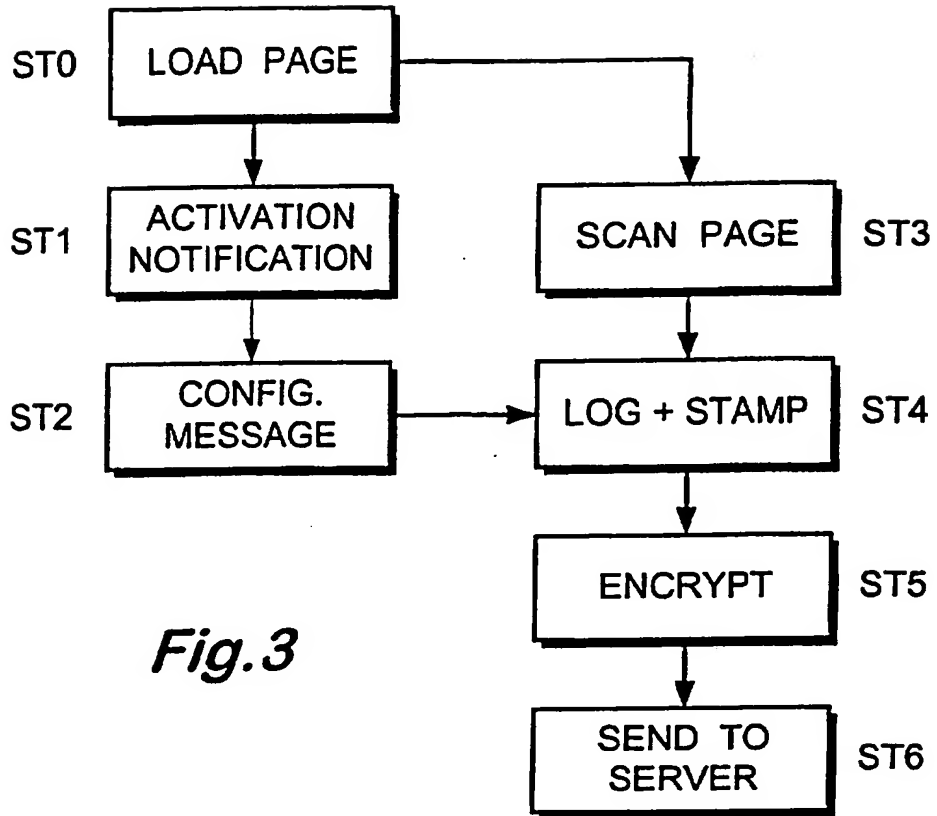 ST0
LOAD PAGE
ST1
ACTIVATION
NOTIFICATION
SCAN PAGE
ST3
ST2
CONFIG.
MESSAGE
LOG + STAMP
ST4
ENCRYPT
ST5
Fig.3
SEND TO
SERVER
ST6